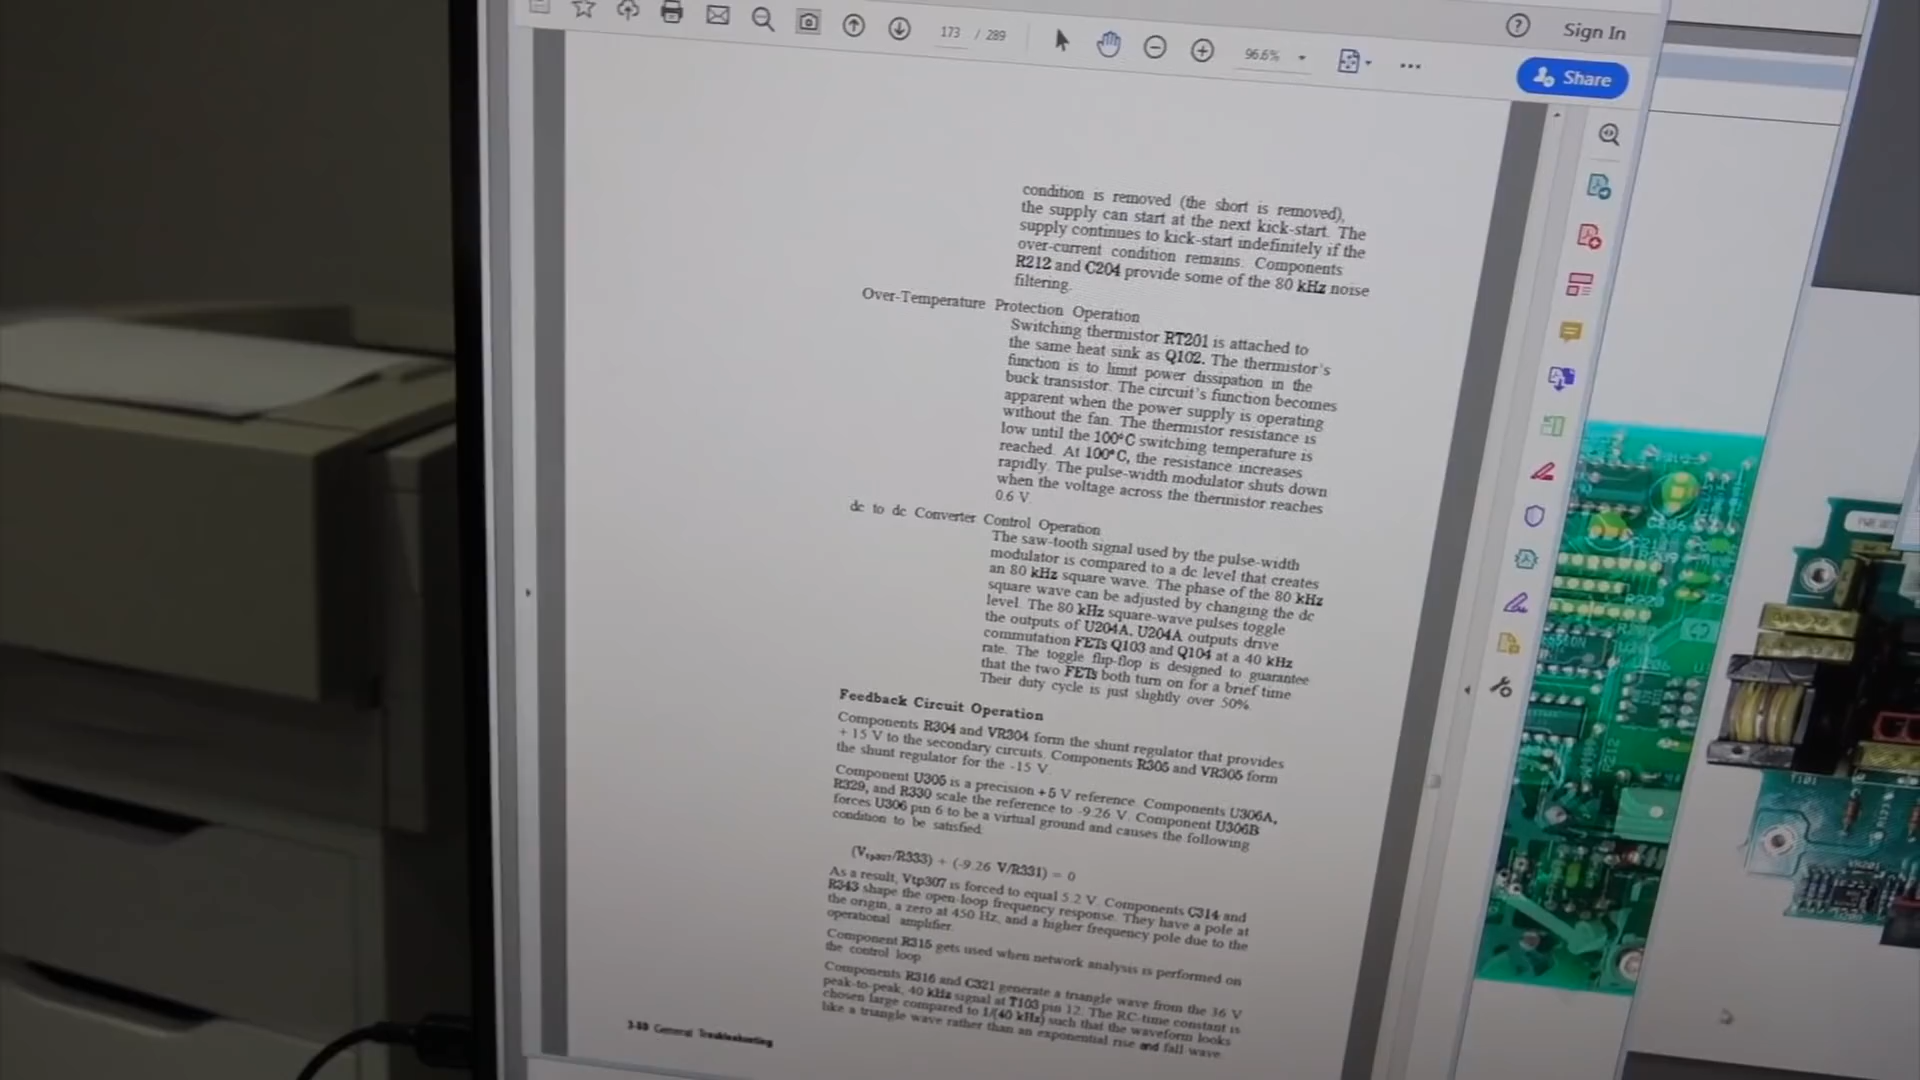 173 / 289
96.6%
Sign In
Share
condition is removed (the short is removed),
the supply can start at the next kick-start. The
supply continues to kick-start indefinitely if the
over-current condition remains. Components
R212 and C204 provide some of the 80 kHz noise
filtering.
Over-Temperature Protection Operation
Switching thermistor RT201 is attached to
the same heat sink as Q102. The thermistor's
function is to limit power dissipation in the
buck transistor. The circuit's function becomes
apparent when the power supply is operating
without the fan. The thermistor resistance is
low until the 100°C switching temperature is
reached. At 100°C, the resistance increases
rapidly. The pulse-width modulator shuts down
when the voltage across the thermistor reaches
0.6 V.
dc to dc Converter Control Operation
The saw-tooth signal used by the pulse-width
modulator is compared to a dc level that creates
an 80 kHz square wave. The phase of the 80 kHz
square wave can be adjusted by changing the dc
level. The 80 kHz square-wave pulses toggle
the outputs of U204A. U204A outputs drive
commutation FETs Q103 and Q104 at a 40 kHz
rate. The toggle flip-flop is designed to guarantee
that the two FETs both turn on for a brief time
Their duty cycle is just slightly over 50%.
Feedback Circuit Operation
Components R304 and VR304 form the shunt regulator that provides
+ 15 V to the secondary circuits. Components R305 and VR305 form
the shunt regulator for the -15 V.
Component U305 is a precision +5 V reference. Components U306A,
R329, and R330 scale the reference to -9.26 V. Component U306B
forces U306 pin 6 to be a virtual ground and causes the following
condition to be satisfied:
(Vtp307/R333) + (-9.26 V/R331) = 0
As a result, Vtp307 is forced to equal 5.2 V. Components C314 and
R343 shape the open-loop frequency response. They have a pole at
the origin, a zero at 450 Hz, and a higher frequency pole due to the
operational amplifier.
Component R315 gets used when network analysis is performed on
the control loop
Components R316 and C321 generate a triangle wave from the 36 V
peak-to-peak, 40 kHz signal at T103 pin 12. The RC-time constant is
chosen large compared to 1/(40 kHz) such that the waveform looks
like a triangle wave rather than an exponential rise and fall wave.
3-88 General Troubleshooting
R220
R212
T101